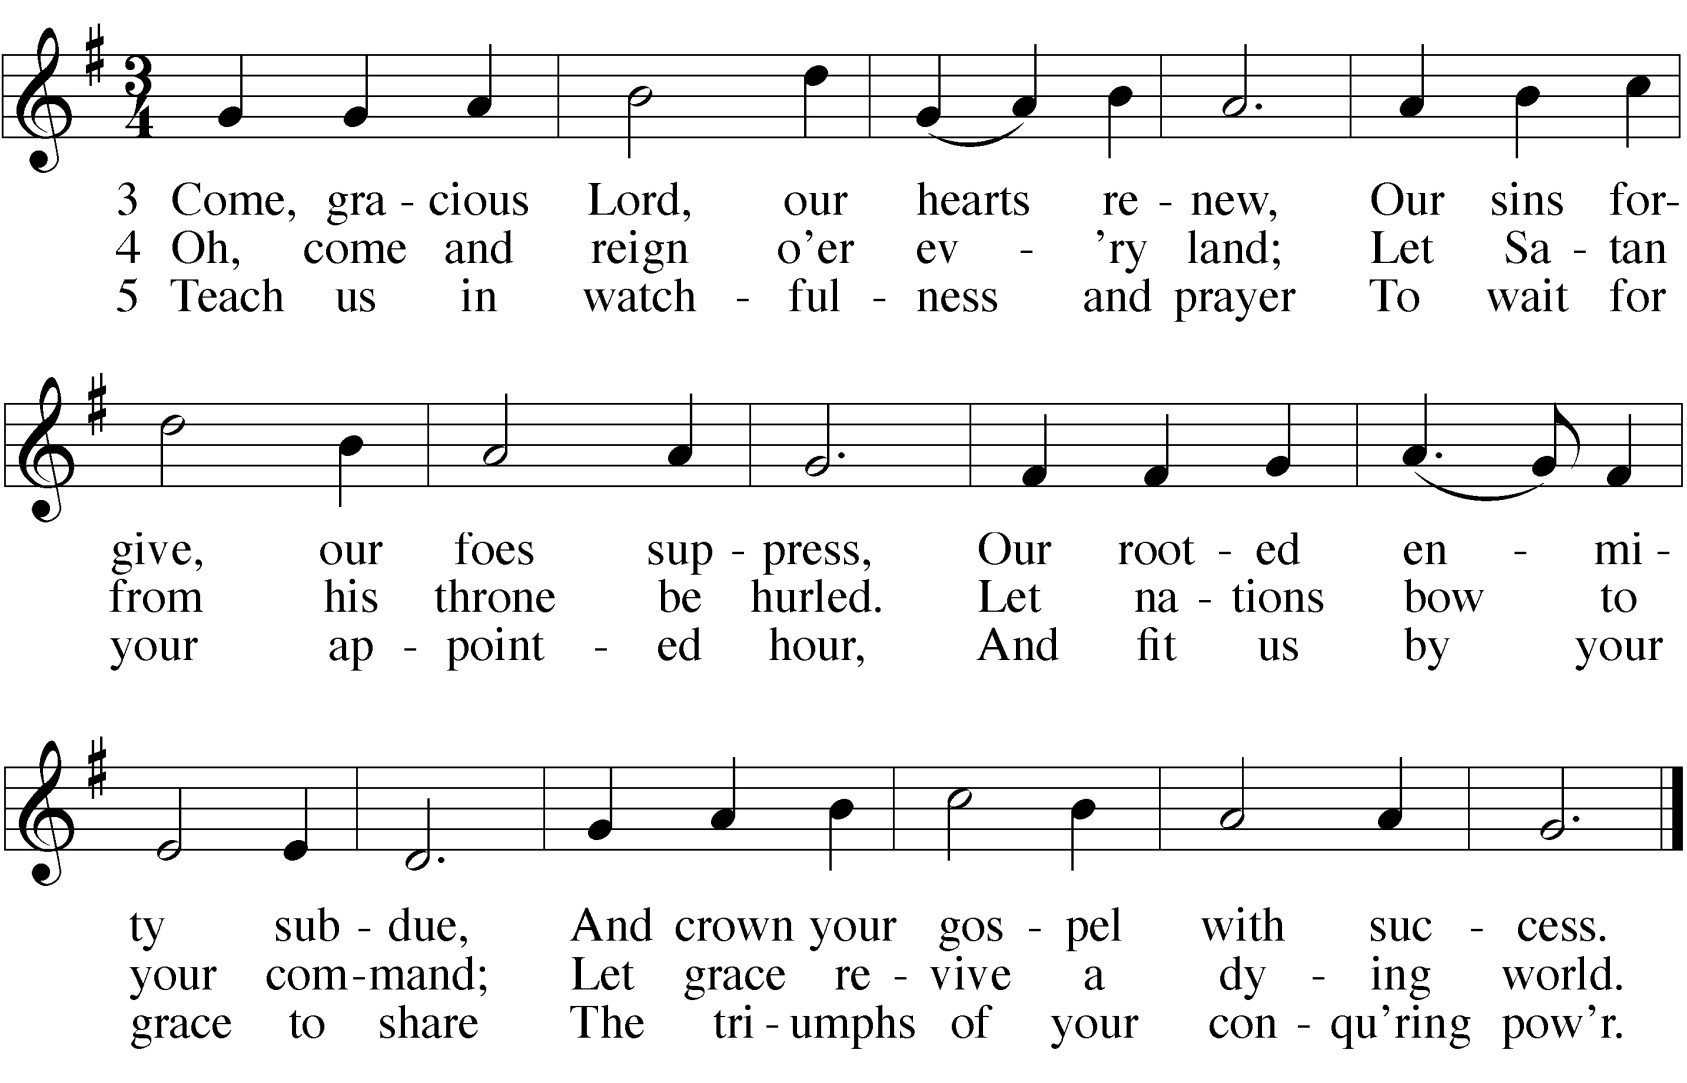 3 Come, gra - cious Lord, our hearts re - new, Our sins for-
4 Oh, come and reign o’er ev - ’ry land; Let Sa - tan
5 Teach us in watch - ful - ness and prayer To wait for
give, our foes sup - press, Our root - ed en - mi -
from his throne be hurled. Let na - tions bow to
your ap - point - ed hour, And fit us by your
ty sub - due, And crown your gos - pel with suc - cess.
your com - mand; Let grace re - vive a dy - ing world.
grace to share The tri - umphs of your con - qu’ring pow’r.